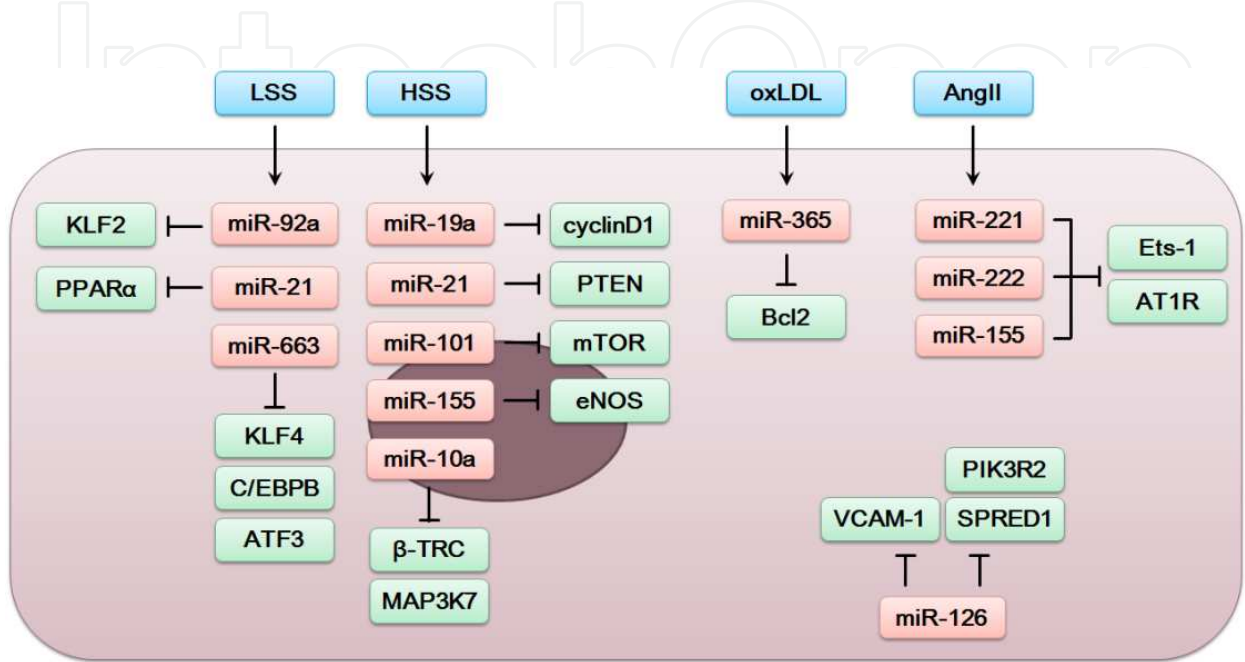 IntechOpen
LSS
HSS
oxLDL
AngII
KLF2
miR-92a
miR-19a
cyclinD1
miR-365
miR-221
Ets-1
PPARα
miR-21
miR-21
PTEN
miR-222
AT1R
Bcl2
miR-663
miR-101
mTOR
miR-155
miR-155
eNOS
KLF4
miR-10a
C/EBPB
ATF3
β-TRC
MAP3K7
PIK3R2
VCAM-1
SPRED1
miR-126